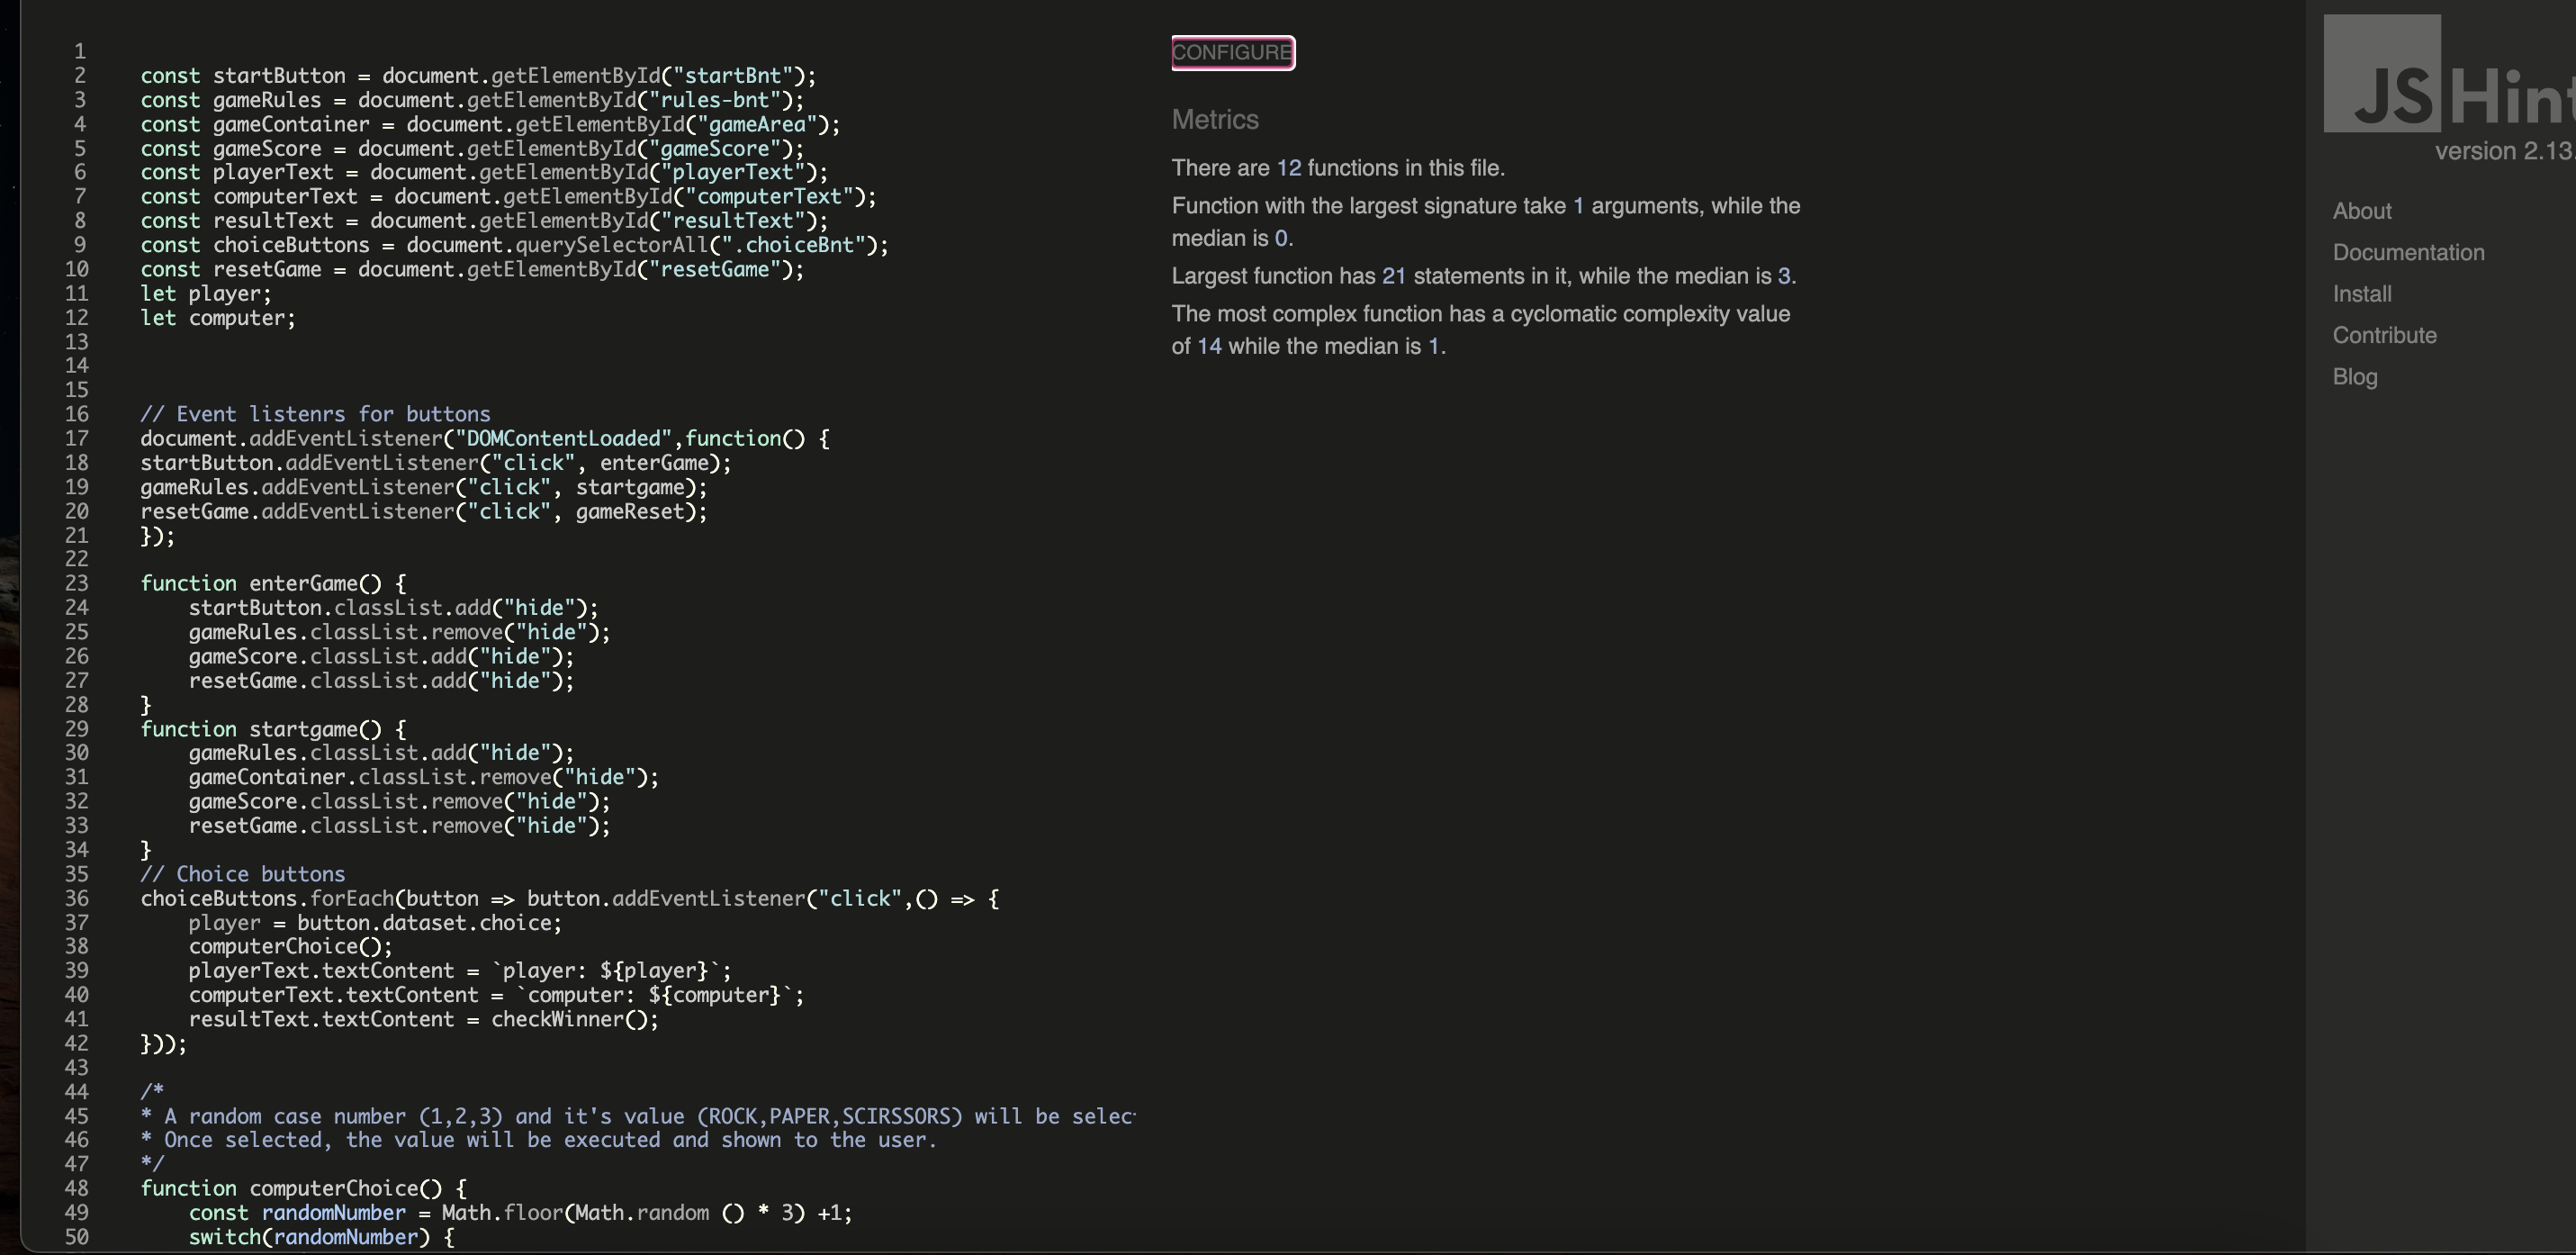 1
2 const startButton = document.getElementById("startBnt");
3 const gameRules = document.getElementById("rules-bnt");
4 const gameContainer = document.getElementById("gameArea");
5 const gameScore = document.getElementById("gameScore");
6 const playerText = document.getElementById("playerText");
7 const computerText = document.getElementById("computerText");
8 const resultText = document.getElementById("resultText");
9 const choiceButtons = document.querySelectorAll(".choiceBnt");
10 const resetGame = document.getElementById("resetGame");
11 let player;
12 let computer;
13
14
15
16 // Event listenrs for buttons
17 document.addEventListener("DOMContentLoaded",function() {
18 startButton.addEventListener("click", enterGame);
19 gameRules.addEventListener("click", startgame);
20 resetGame.addEventListener("click", gameReset);
21 });
22
23 function enterGame() {
24 startButton.classList.add("hide");
25 gameRules.classList.remove("hide");
26 gameScore.classList.add("hide");
27 resetGame.classList.add("hide");
28 }
29 function startgame() {
30 gameRules.classList.add("hide");
31 gameContainer.classList.remove("hide");
32 gameScore.classList.remove("hide");
33 resetGame.classList.remove("hide");
34 }
35 // Choice buttons
36 choiceButtons.forEach(button => button.addEventListener("click",() => {
37 player = button.dataset.choice;
38 computerChoice();
39 playerText.textContent = `player: ${player}`;
40 computerText.textContent = `computer: ${computer}`;
41 resultText.textContent = checkWinner();
42 }));
43
44 /*
45 * A random case number (1,2,3) and it's value (ROCK,PAPER,SCIRSSORS) will be selec
46 * Once selected, the value will be executed and shown to the user.
47 */
48 function computerChoice() {
49 const randomNumber = Math.floor(Math.random () * 3) +1;
50 switch(randomNumber) {
CONFIGURE
Metrics
There are 12 functions in this file.
Function with the largest signature take 1 arguments, while the
median is 0.
Largest function has 21 statements in it, while the median is 3.
The most complex function has a cyclomatic complexity value
of 14 while the median is 1.
JSHint
version 2.13.
About
Documentation
Install
Contribute
Blog